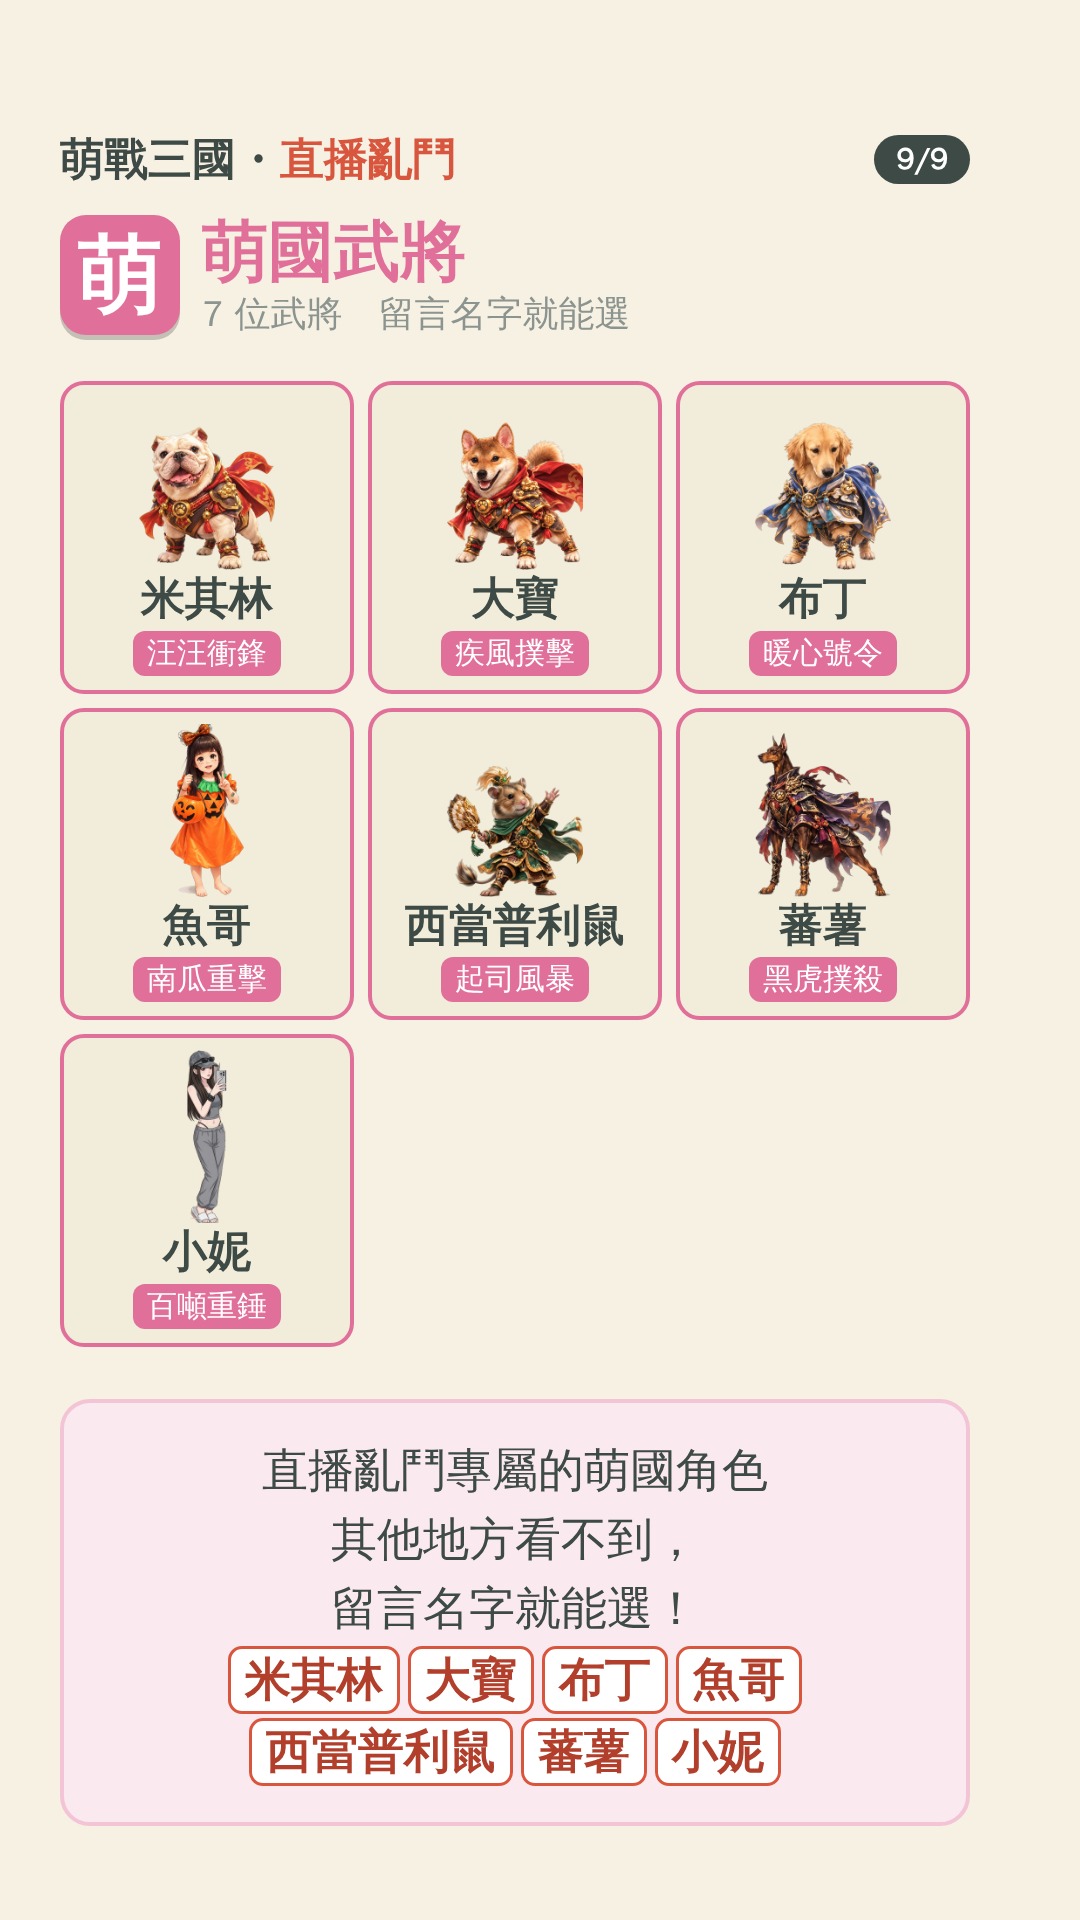 萌戰三國・直播亂鬥
9/9
萌
萌國武將
7 位武將　留言名字就能選
米其林
汪汪衝鋒
大寶
疾風撲擊
布丁
暖心號令
魚哥
南瓜重擊
西當普利鼠
起司風暴
蕃薯
黑虎撲殺
小妮
百噸重錘
直播亂鬥專屬的萌國角色
其他地方看不到，
留言名字就能選！
米其林 大寶 布丁 魚哥
西當普利鼠 蕃薯 小妮